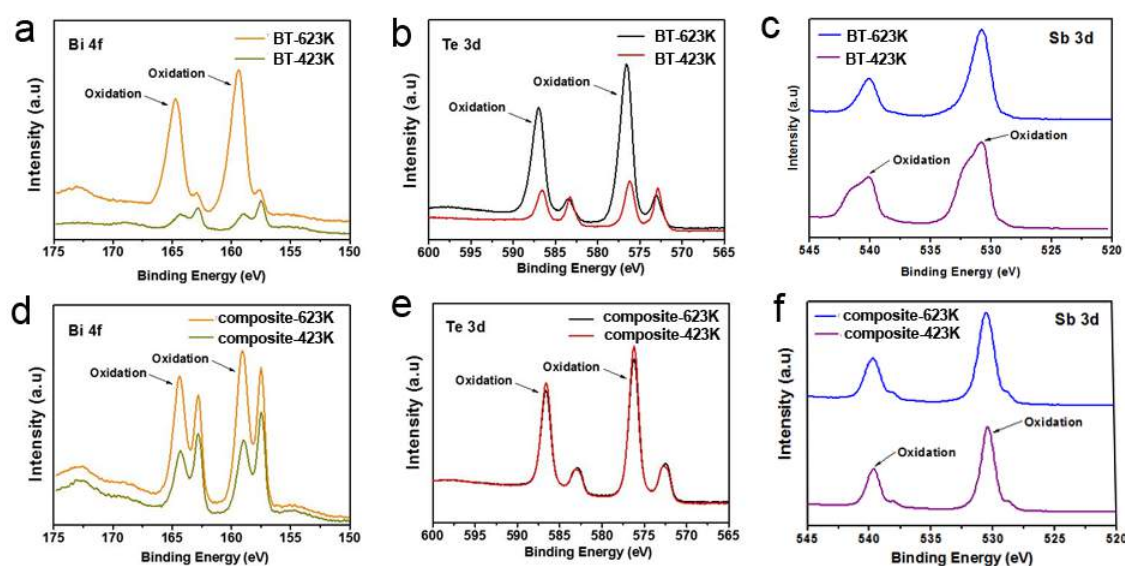 a
Bi 4f
BT-623K
BT-423K
Oxidation
Oxidation
Intensity (a.u)
175 170 165 160 155 150
Binding Energy (eV)
b
Te 3d
BT-623K
BT-423K
Oxidation
Oxidation
Intensity (a.u)
600 595 590 585 580 575 570 565
Binding Energy (eV)
c
Sb 3d
BT-623K
BT-423K
Oxidation
Oxidation
Intensity (a.u)
545 540 535 530 525 520
Binding Energy (eV)
d
Bi 4f
composite-623K
composite-423K
Oxidation
Oxidation
Intensity (a.u)
175 170 165 160 155 150
Binding Energy (eV)
e
Te 3d
composite-623K
composite-423K
Oxidation
Oxidation
Intensity (a.u)
600 595 590 585 580 575 570 565
Binding Energy (eV)
f
Sb 3d
composite-623K
composite-423K
Oxidation
Oxidation
Intensity (a.u)
545 540 535 530 525 520
Binding Energy (eV)